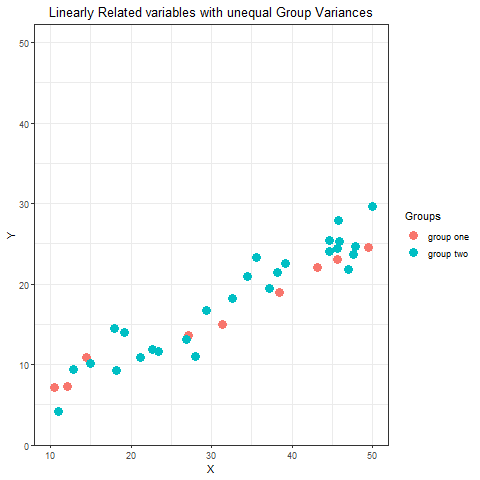 Linearly Related variables with unequal Group Variances
50
40
30
20
10
0
Y
10 20 30 40 50
X
Groups
group one
group two